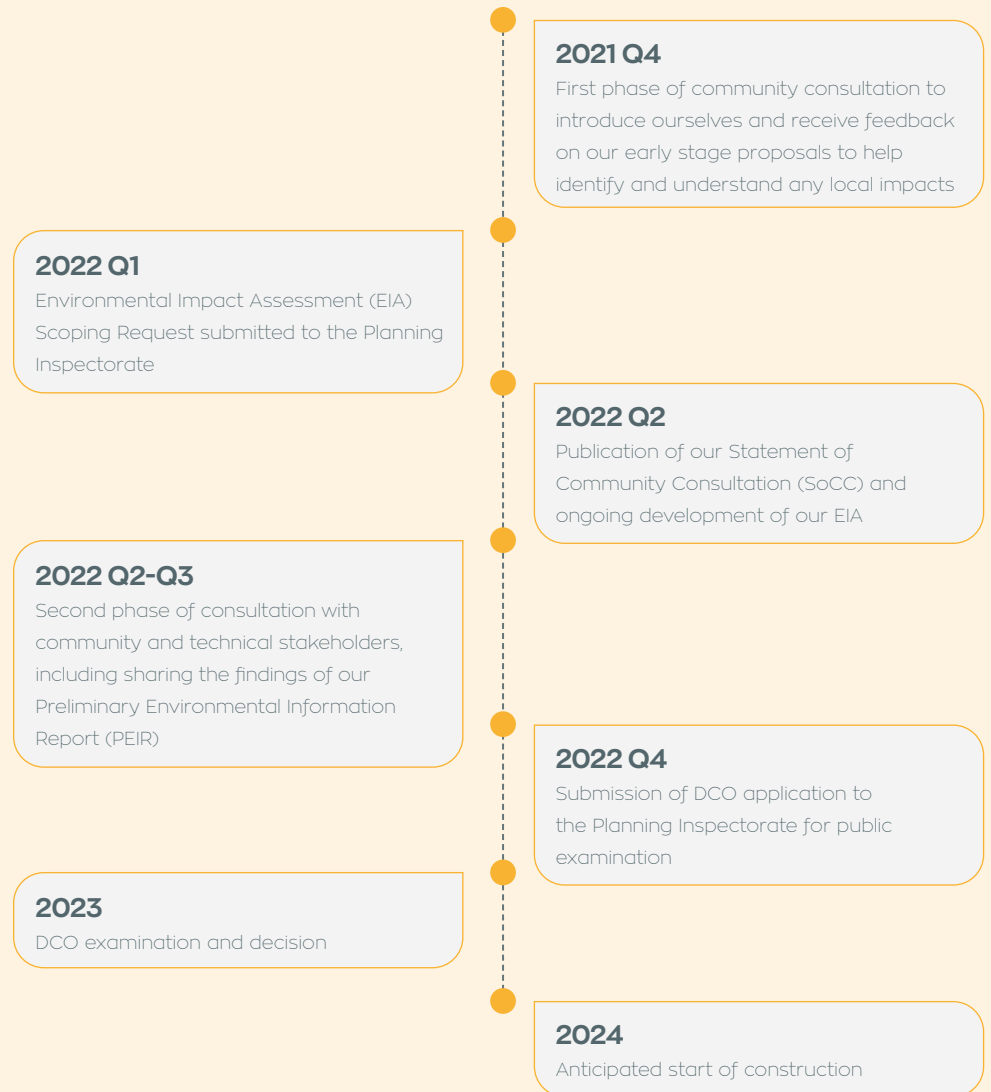 2021 Q4
First phase of community consultation to
introduce ourselves and receive feedback
on our early stage proposals to help
identify and understand any local impacts
2022 Q1
Environmental Impact Assessment (EIA)
Scoping Request submitted to the Planning
Inspectorate
2022 Q2
Publication of our Statement of
Community Consultation (SoCC) and
ongoing development of our EIA
2022 Q2-Q3
Second phase of consultation with
community and technical stakeholders,
including sharing the findings of our
Preliminary Environmental Information
Report (PEIR)
2022 Q4
Submission of DCO application to
the Planning Inspectorate for public
examination
2023
DCO examination and decision
2024
Anticipated start of construction